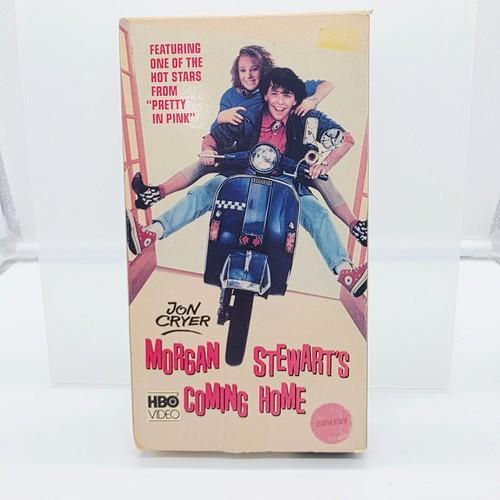 FEATURING
ONE OF THE
HOT STARS
FROM
"PRETTY
IN PINK"
JON
CRYER
MORGAN STEWART'S
COMING HOME
HBO
VIDEO
COMEDY